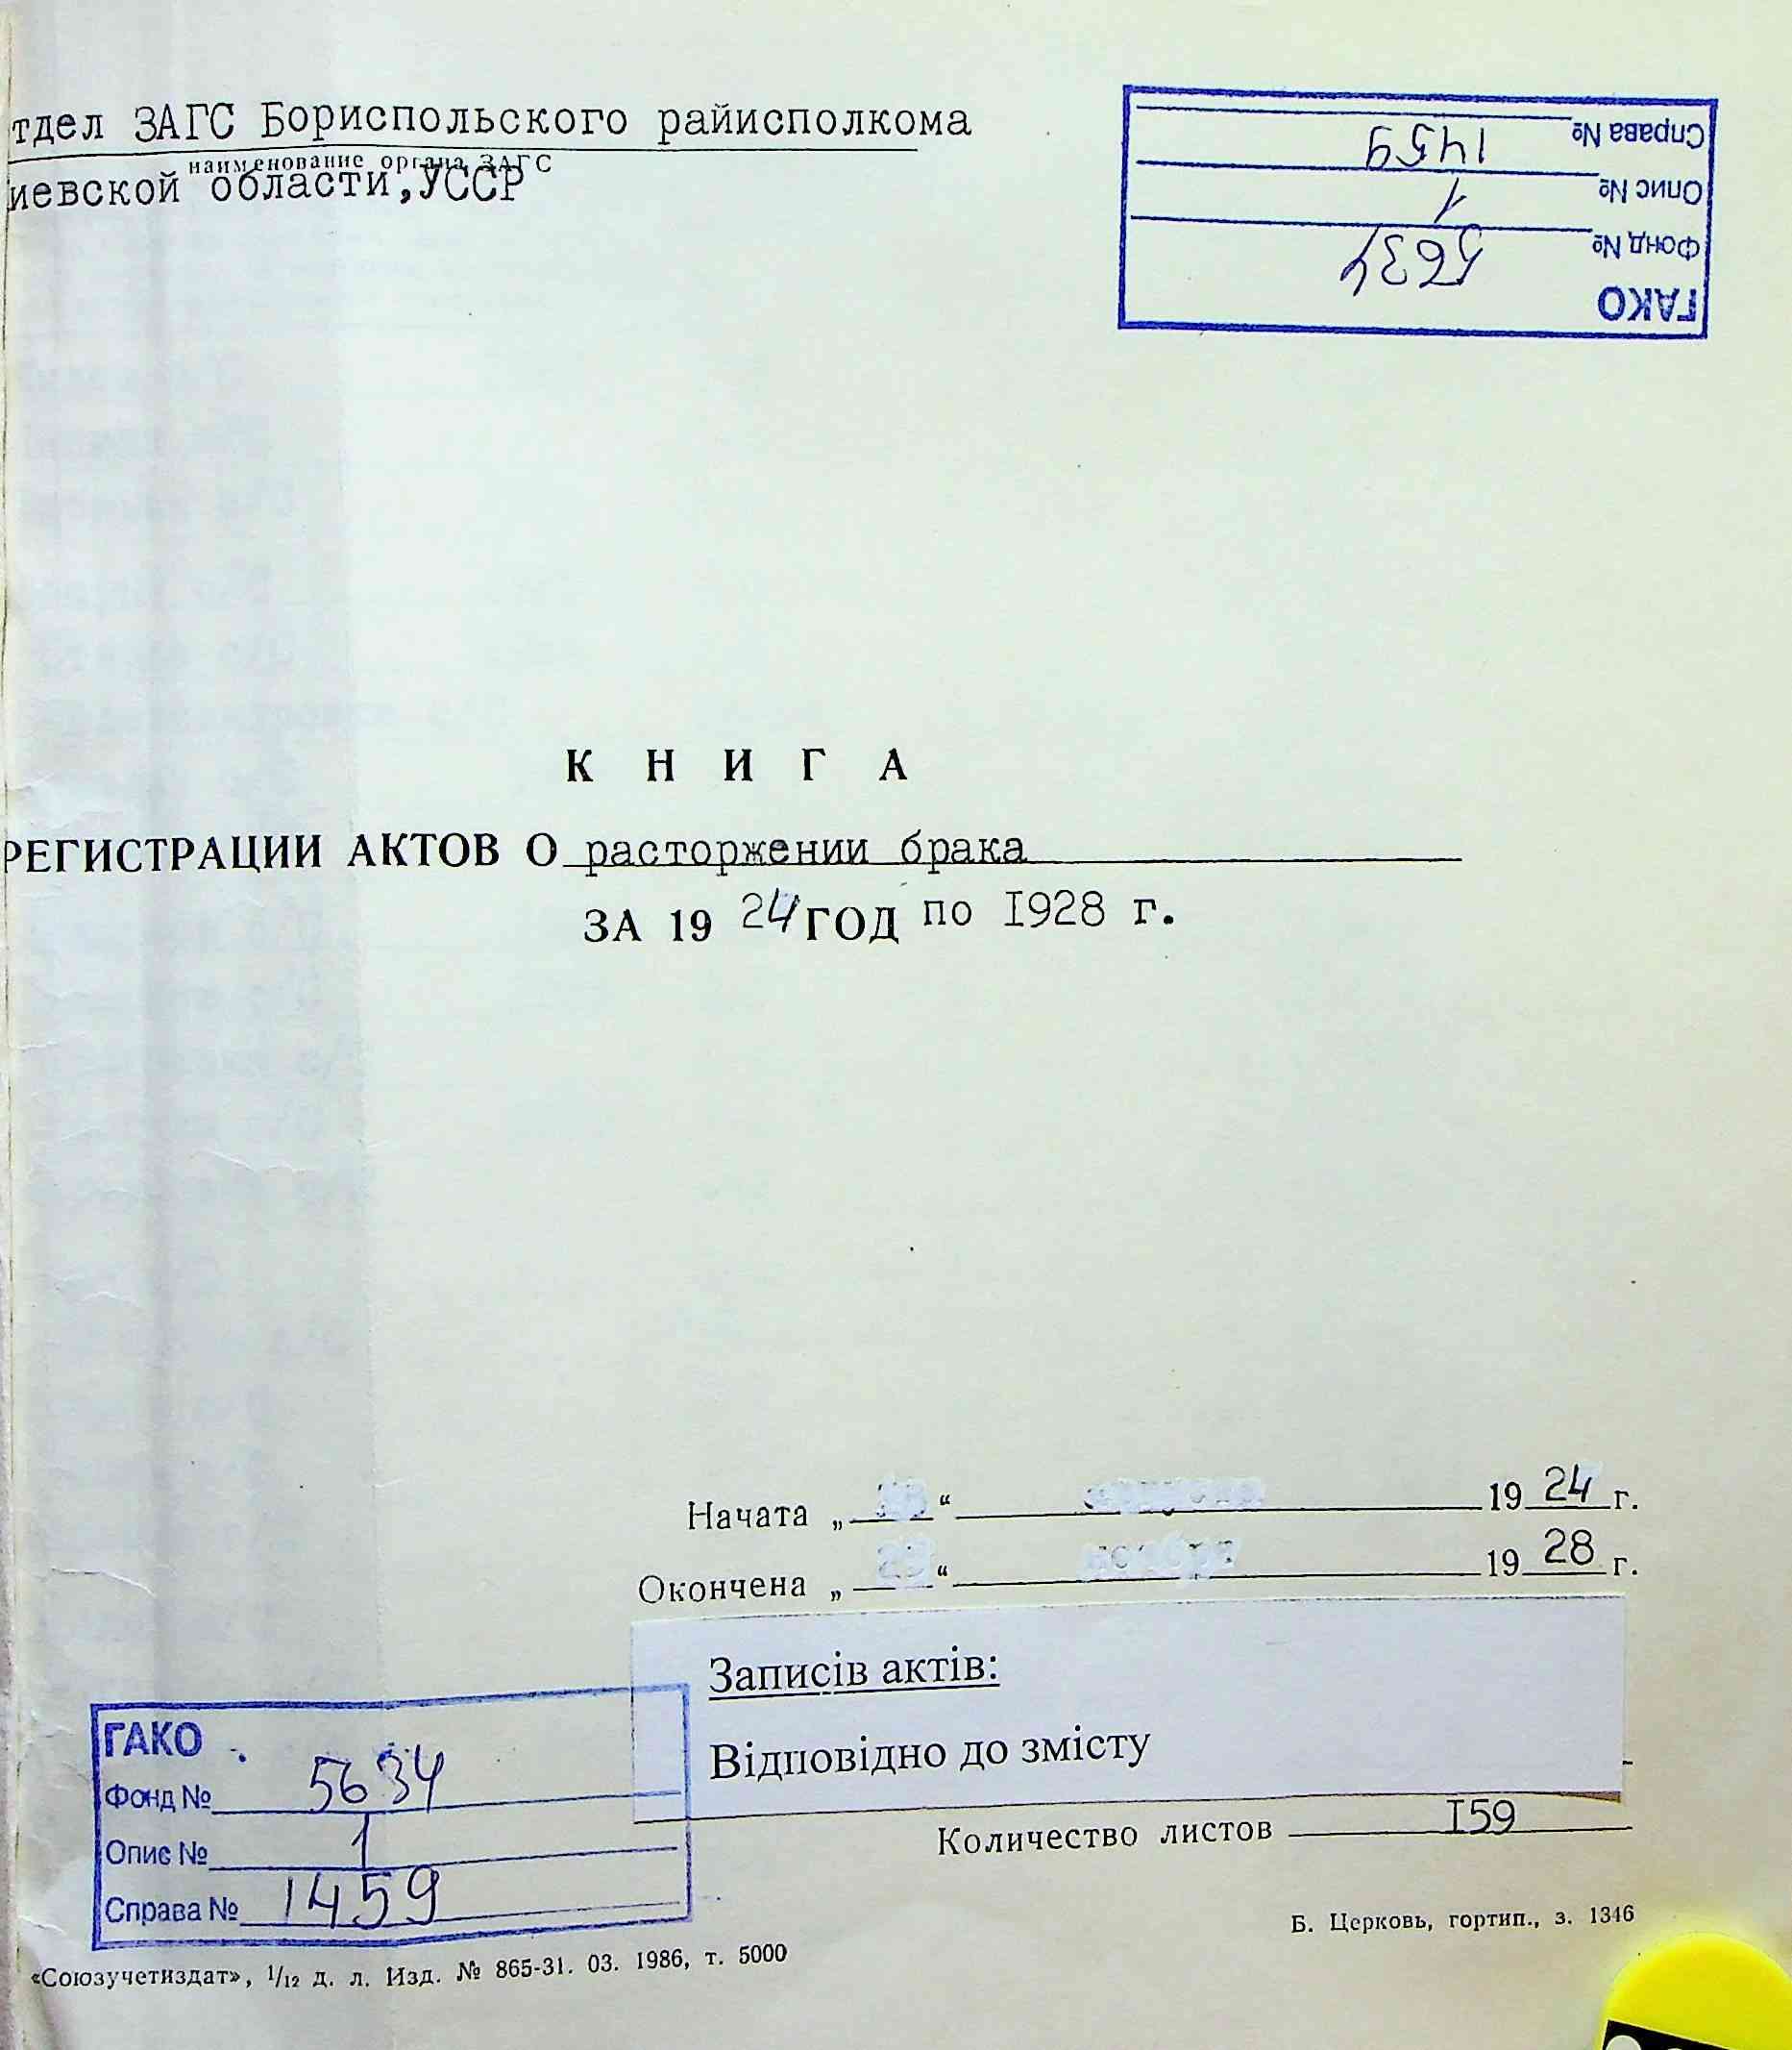 тдел ЗАГС Бориспольского райисполкома
наименование органа ЗАГС
иевской области,УССР
Справа № 1459
Опис № 1
Фонд № 5634
ГАКО
КНИГА
РЕГИСТРАЦИИ АКТОВ О расторжении брака
ЗА 19 24 ГОД по I928 г.
Начата „ “ 19 24 г.
Окончена „ “ ноября 19 28 г.
Записів актів:
Відповідно до змісту
Количество листов I59
ГАКО
Фонд № 5634
Опис № 1
Справа № 1459
Б. Церковь, гортип., з. 1346
«Союзучетиздат», 1/12 д. л. Изд. № 865-31. 03. 1986, т. 5000